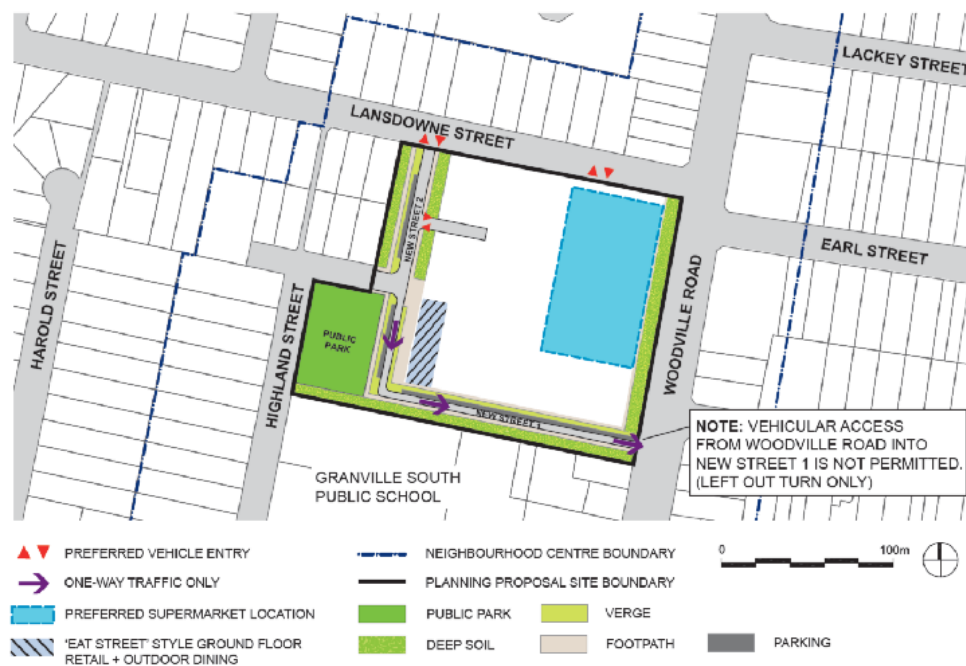 LACKEY STREET
LANSDOWNE STREET
NEW STREET 2
EARL STREET
HAROLD STREET
HIGHLAND STREET
PUBLIC
PARK
WOODVILLE ROAD
NEW STREET 1
NOTE: VEHICULAR ACCESS
FROM WOODVILLE ROAD INTO
NEW STREET 1 IS NOT PERMITTED.
(LEFT OUT TURN ONLY)
GRANVILLE SOUTH
PUBLIC SCHOOL
PREFERRED VEHICLE ENTRY
NEIGHBOURHOOD CENTRE BOUNDARY
0 100m
ONE-WAY TRAFFIC ONLY
PLANNING PROPOSAL SITE BOUNDARY
PREFERRED SUPERMARKET LOCATION
PUBLIC PARK
VERGE
'EAT STREET' STYLE GROUND FLOOR
RETAIL + OUTDOOR DINING
DEEP SOIL
FOOTPATH
PARKING